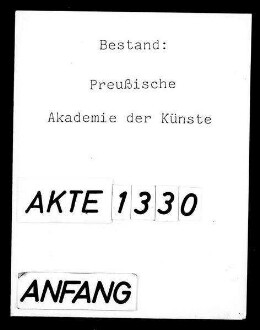 Bestand:
Preußische
Akademie der Künste
AKTE 1330
ANFANG